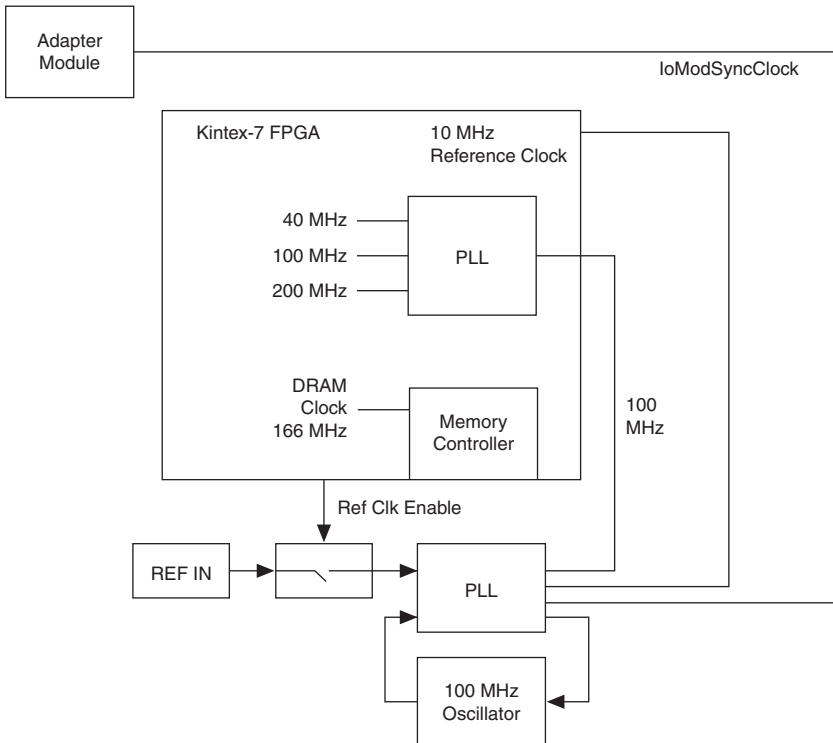 Adapter
Module
IoModSyncClock
Kintex-7 FPGA
10 MHz
Reference Clock
40 MHz
100 MHz
200 MHz
PLL
DRAM
Clock
166 MHz
Memory
Controller
100
MHz
Ref Clk Enable
REF IN
PLL
100 MHz
Oscillator